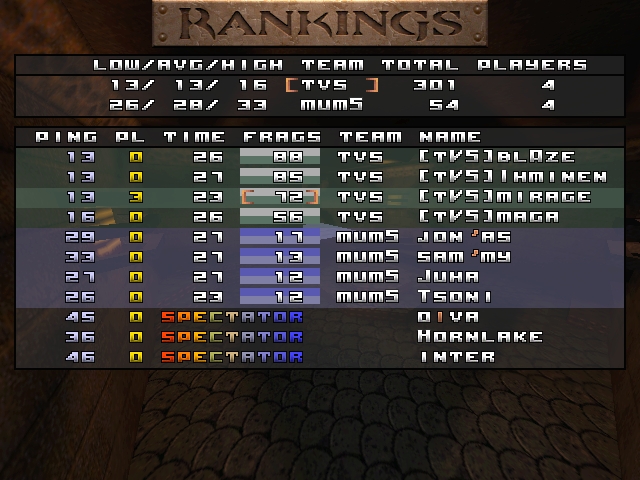 RANKINGS
LOW/AVG/HIGH TEAM TOTAL PLAYERS
13/ 13/ 16 [TVS ] 301 4
26/ 28/ 33 mumS 54 4
PING PL TIME FRAGS TEAM NAME
13 0 26 88 TVS [TVS]BLAZE
13 0 27 85 TVS [TVS]IHMINEN
13 3 23 [ 72] TVS [TVS]MIRAGE
16 0 26 56 TVS [TVS]MAGA
29 0 27 17 mumS JON'AS
33 0 27 13 mumS SAM'MY
27 0 27 12 mumS JUHA
26 0 23 12 mumS TSONI
45 0 SPECTATOR OIVA
36 0 SPECTATOR HORNLAKE
46 0 SPECTATOR INTER